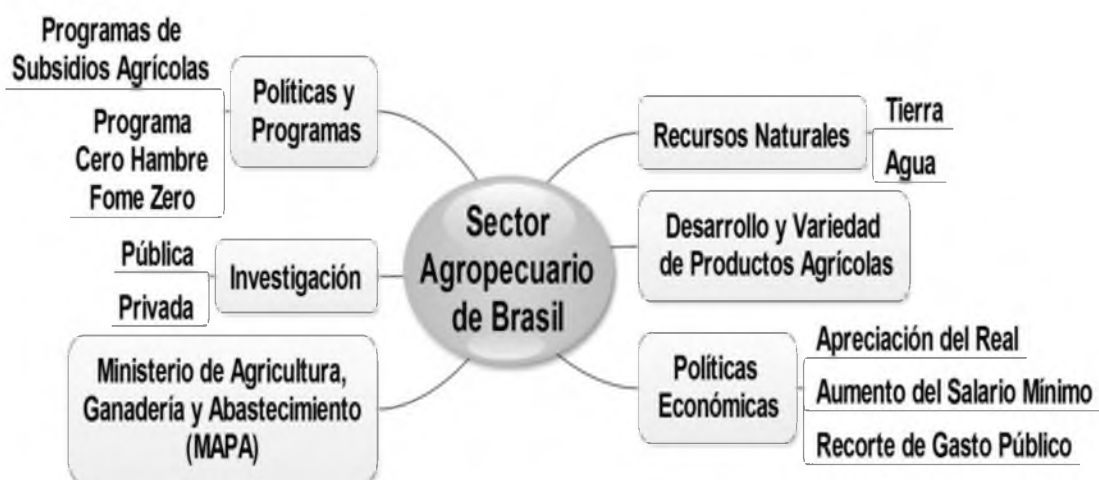 Programas de
Subsidios Agrícolas
Programa
Cero Hambre
Fome Zero
Políticas y
Programas
Pública
Privada
Investigación
Ministerio de Agricultura,
Ganadería y Abastecimiento
(MAPA)
Sector
Agropecuario
de Brasil
Recursos Naturales
Tierra
Agua
Desarrollo y Variedad
de Productos Agrícolas
Políticas
Económicas
Apreciación del Real
Aumento del Salario Mínimo
Recorte de Gasto Público